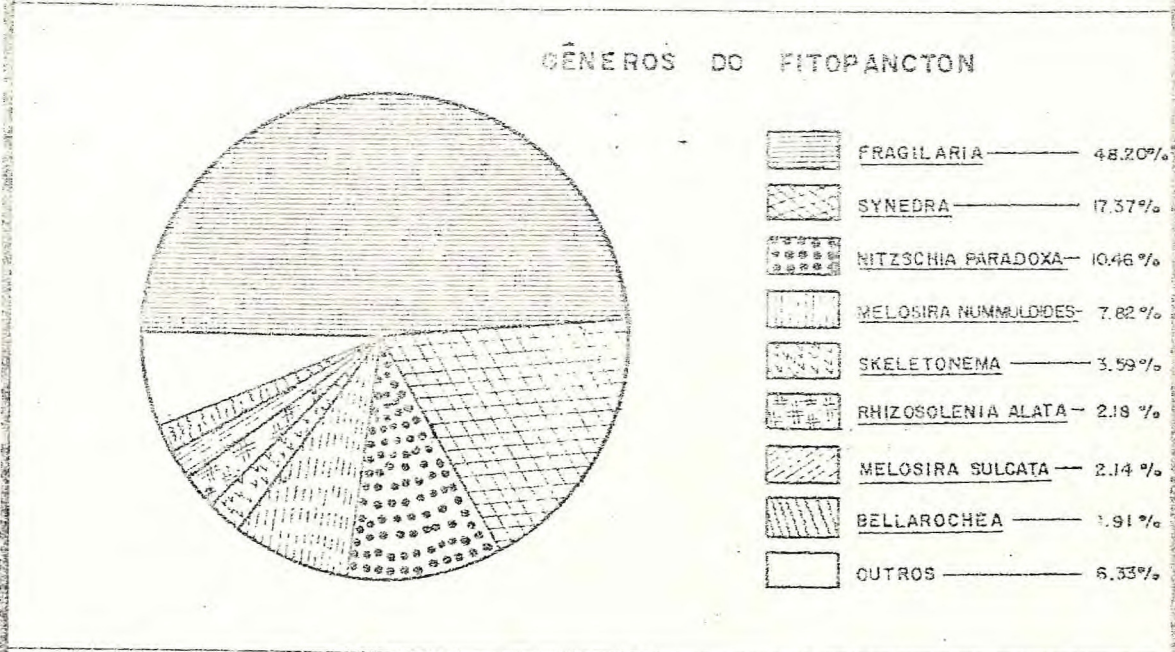 GÊNEROS DO FITOPANCTON
FRAGILARIA 48.20%
SYNEDRA 17.37%
NITZSCHIA PARADOXA 10.46 %
MELOSIRA NUMMULOIDES 7.82 %
SKELETONEMA 3.59 %
RHIZOSOLENIA ALATA 2.18 %
MELOSIRA SULCATA 2.14 %
BELLAROCHEA 1.91 %
OUTROS 6.33%